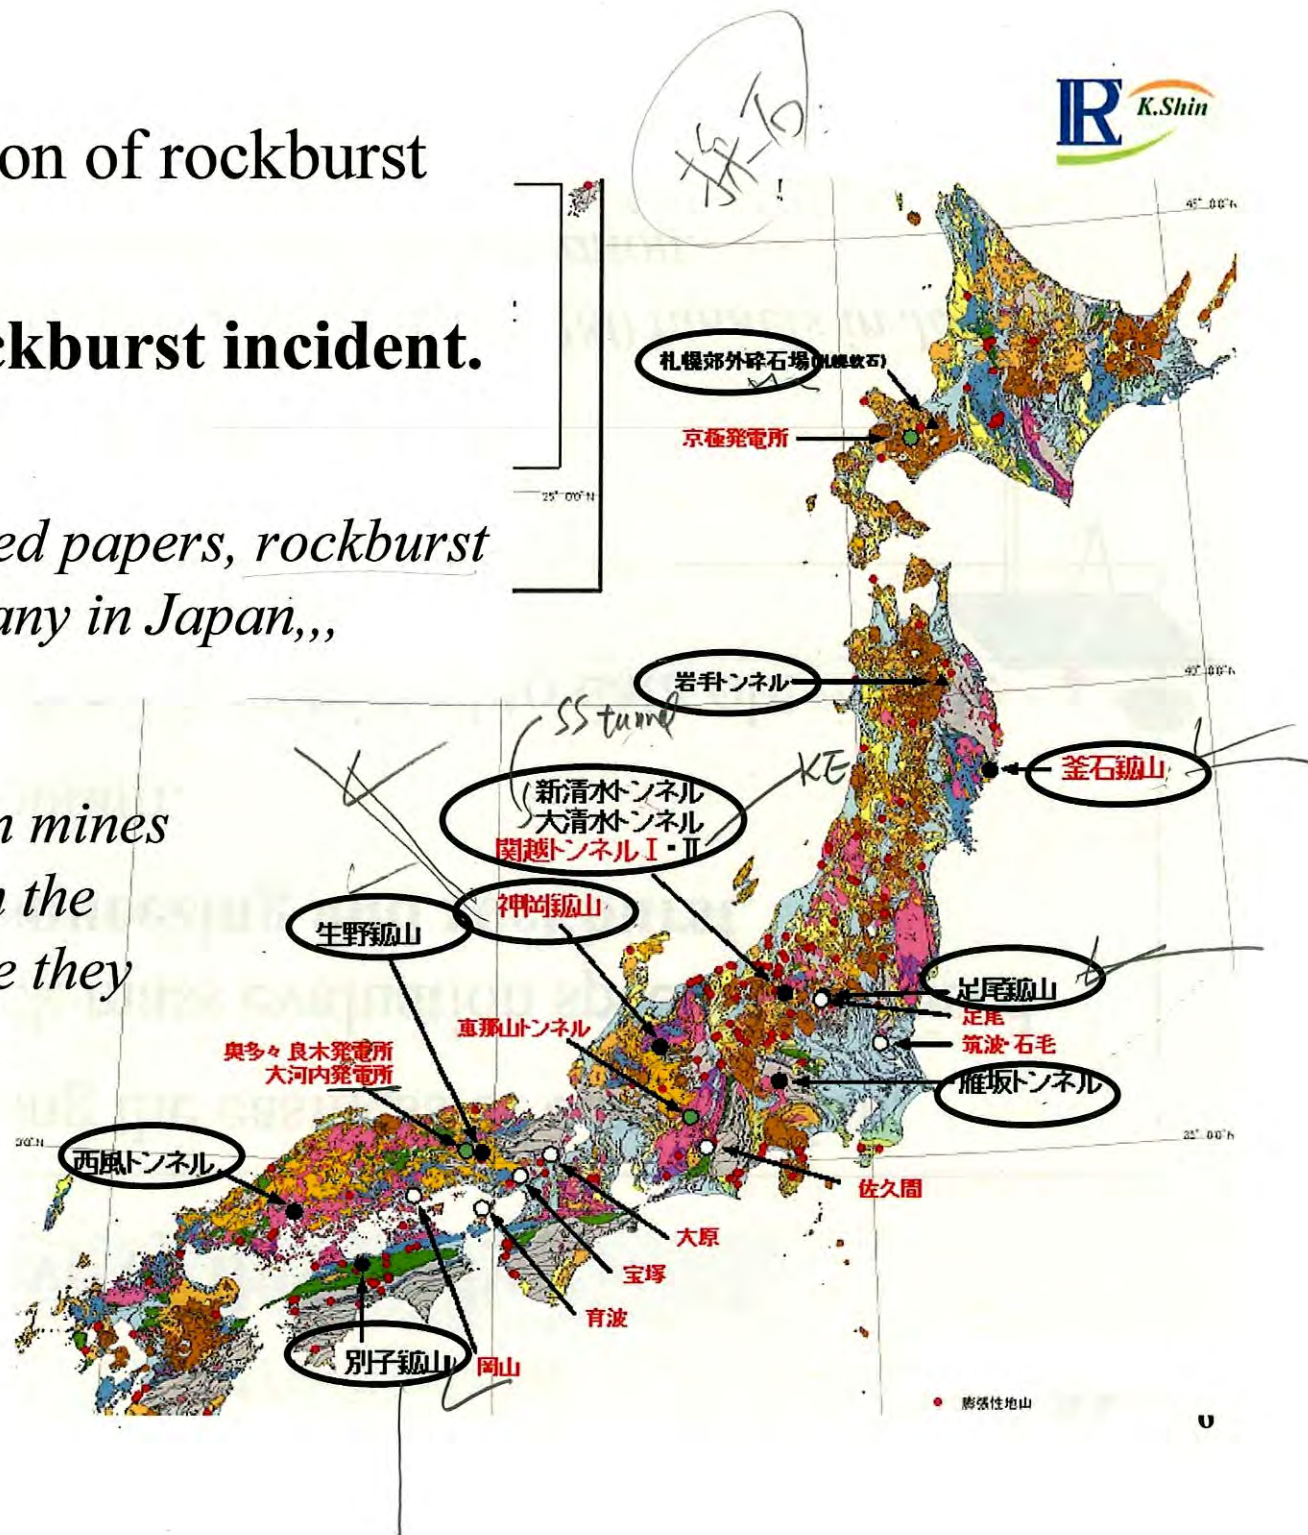 R K.Shin
採石
on of rockburst
ckburst incident.
ed papers, rockburst
any in Japan,,,
n mines
n the
e they
45° 00' N
札幌郊外砕石場(札幌軟石)
京極発電所
25° 00' N
岩手トンネル
40° 00' N
SS tunnel
KE
釜石鉱山
新清水トンネル
大清水トンネル
関越トンネルⅠ・Ⅱ
神岡鉱山
生野鉱山
足尾鉱山
足尾
恵那山トンネル
筑波・石毛
奥多々良木発電所
大河内発電所
雁坂トンネル
西風トンネル
佐久間
大原
宝塚
育波
別子鉱山
岡山
膨張性地山